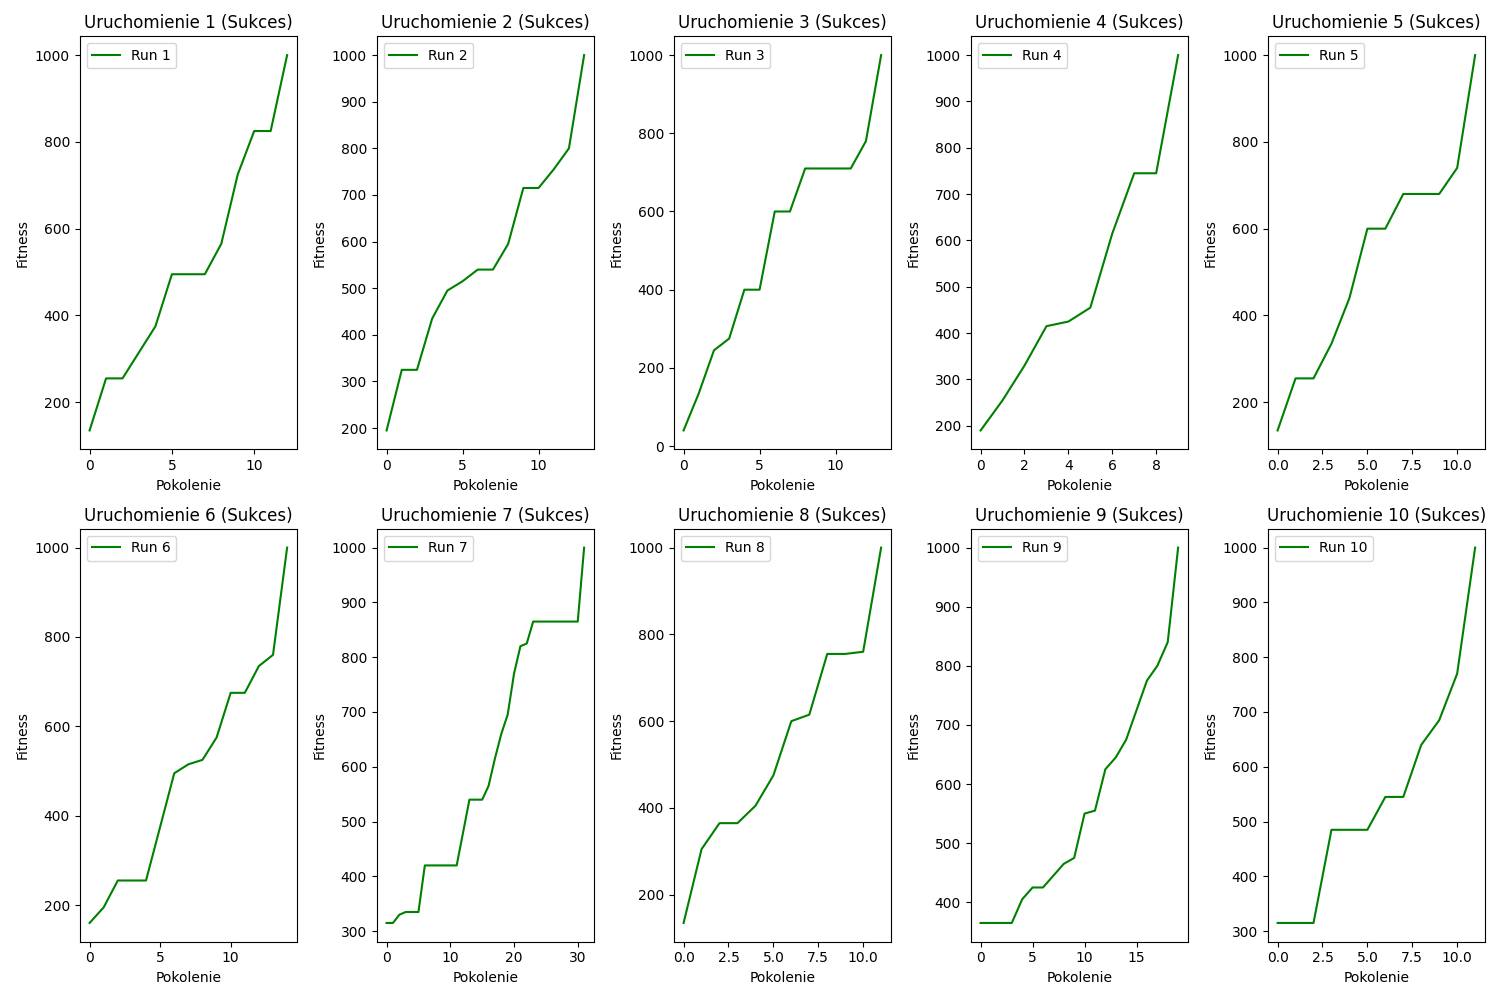 Uruchomienie 1 (Sukces)
Run 1
Fitness
1000
800
600
400
200
0 5 10
Pokolenie
Uruchomienie 2 (Sukces)
Run 2
Fitness
1000
900
800
700
600
500
400
300
200
0 5 10
Pokolenie
Uruchomienie 3 (Sukces)
Run 3
Fitness
1000
800
600
400
200
0
0 5 10
Pokolenie
Uruchomienie 4 (Sukces)
Run 4
Fitness
1000
900
800
700
600
500
400
300
200
0 2 4 6 8
Pokolenie
Uruchomienie 5 (Sukces)
Run 5
Fitness
1000
800
600
400
200
0.0 2.5 5.0 7.5 10.0
Pokolenie
Uruchomienie 6 (Sukces)
Run 6
Fitness
1000
800
600
400
200
0 10
Pokolenie
Uruchomienie 7 (Sukces)
Run 7
Fitness
1000
900
800
700
600
500
400
300
0 10 20 30
Pokolenie
Uruchomienie 8 (Sukces)
Run 8
Fitness
1000
800
600
400
200
0.0 2.5 5.0 7.5 10.0
Pokolenie
Uruchomienie 9 (Sukces)
Run 9
Fitness
1000
900
800
700
600
500
400
0 5 10 15
Pokolenie
Uruchomienie 10 (Sukces)
Run 10
Fitness
1000
900
800
700
600
500
400
300
0.0 2.5 5.0 7.5 10.0
Pokolenie